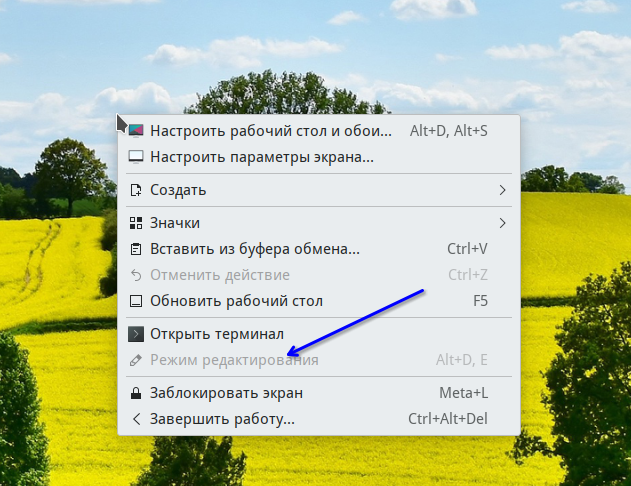 Настроить рабочий стол и обои... Alt+D, Alt+S
Настроить параметры экрана...
Создать
Значки
Вставить из буфера обмена... Ctrl+V
Отменить действие Ctrl+Z
Обновить рабочий стол F5
Открыть терминал
Режим редактирования Alt+D, E
Заблокировать экран Meta+L
Завершить работу... Ctrl+Alt+Del